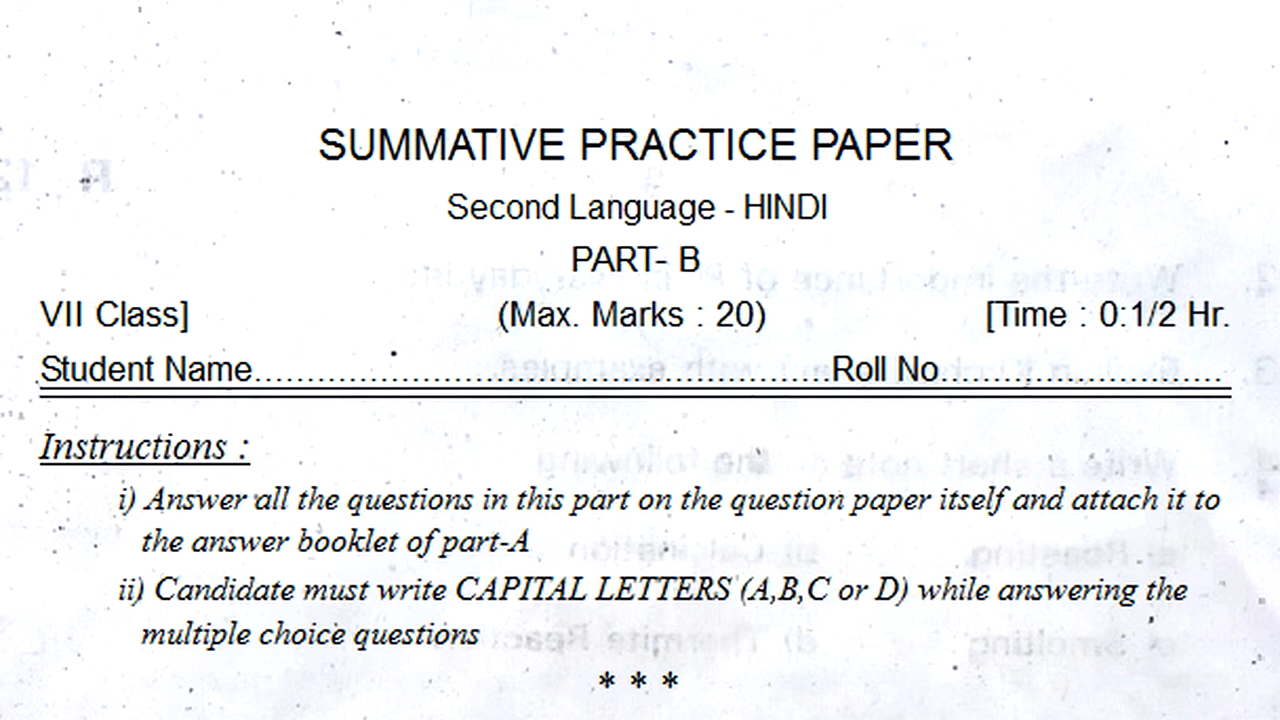 SUMMATIVE PRACTICE PAPER
Second Language - HINDI
PART- B
VII Class] (Max. Marks : 20) [Time : 0:1/2 Hr.
Student Name..........................................................Roll No............................
Instructions :
i) Answer all the questions in this part on the question paper itself and attach it to
the answer booklet of part-A
ii) Candidate must write CAPITAL LETTERS (A,B,C or D) while answering the
multiple choice questions
* * *